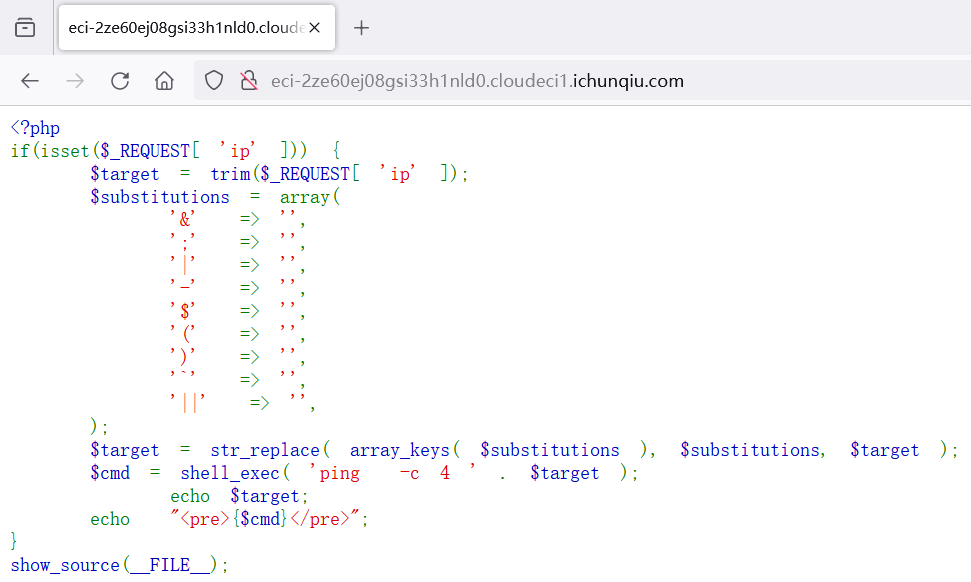 eci-2ze60ej08gsi33h1nld0.cloude
eci-2ze60ej08gsi33h1nld0.cloudeci1.ichunqiu.com
<?php
if(isset($_REQUEST[ 'ip' ])) {
$target = trim($_REQUEST[ 'ip' ]);
$substitutions = array(
'&' => '',
';' => '',
'|' => '',
'-' => '',
'$' => '',
'(' => '',
')' => '',
'`' => '',
'||' => '',
);
$target = str_replace( array_keys( $substitutions ), $substitutions, $target );
$cmd = shell_exec( 'ping -c 4 ' . $target );
echo $target;
echo "<pre>{$cmd}</pre>";
}
show_source(__FILE__);